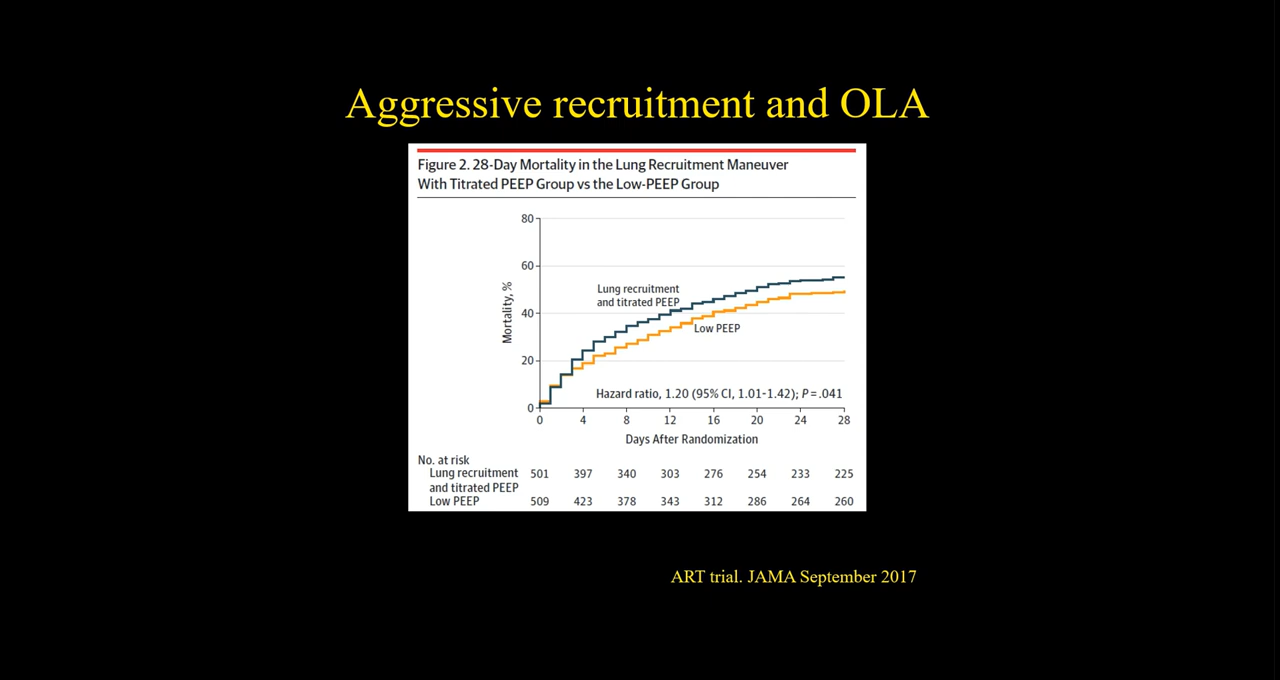 Aggressive recruitment and OLA
Figure 2. 28-Day Mortality in the Lung Recruitment Maneuver
With Titrated PEEP Group vs the Low-PEEP Group
80
60
40
20
0
Mortality, %
Lung recruitment
and titrated PEEP
Low PEEP
Hazard ratio, 1.20 (95% CI, 1.01-1.42); P = .041
0 4 8 12 16 20 24 28
Days After Randomization
No. at risk
Lung recruitment 501 397 340 303 276 254 233 225
and titrated PEEP
Low PEEP 509 423 378 343 312 286 264 260
ART trial. JAMA September 2017